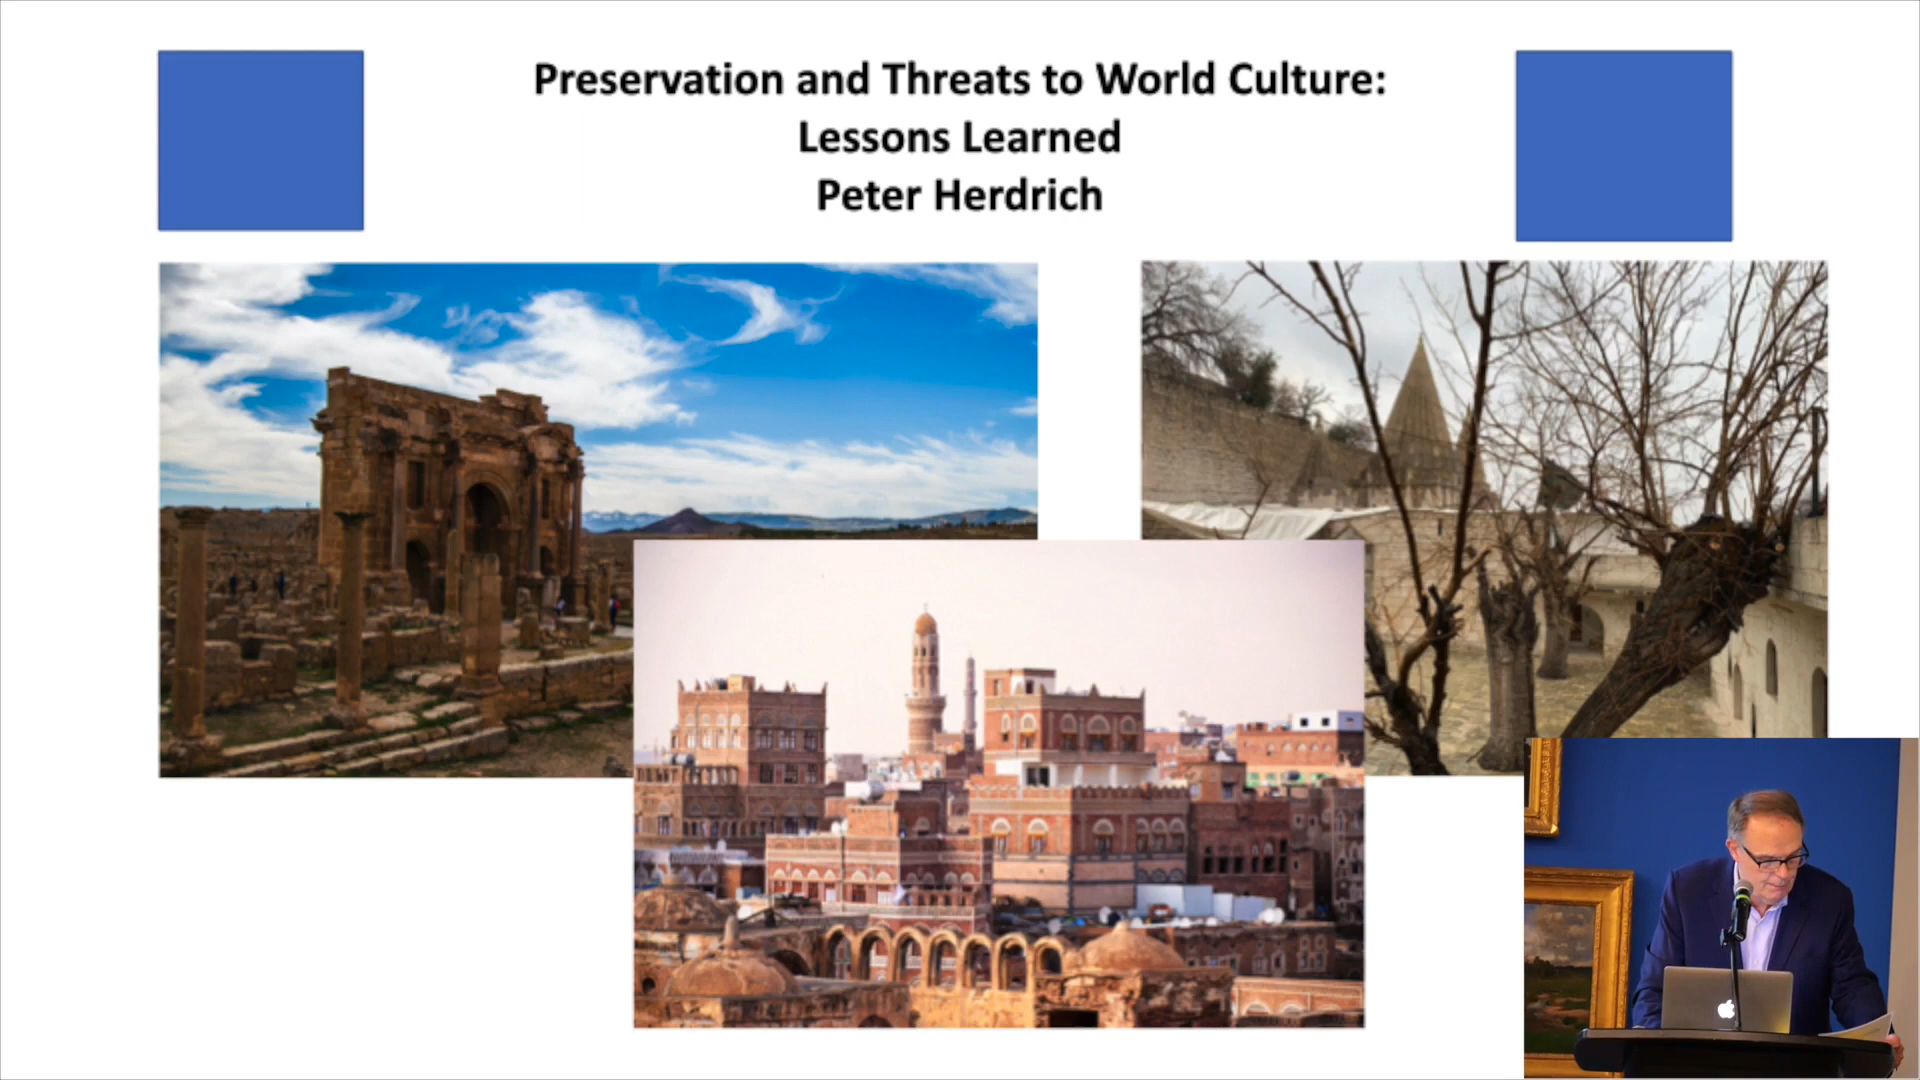 Preservation and Threats to World Culture:
Lessons Learned
Peter Herdrich